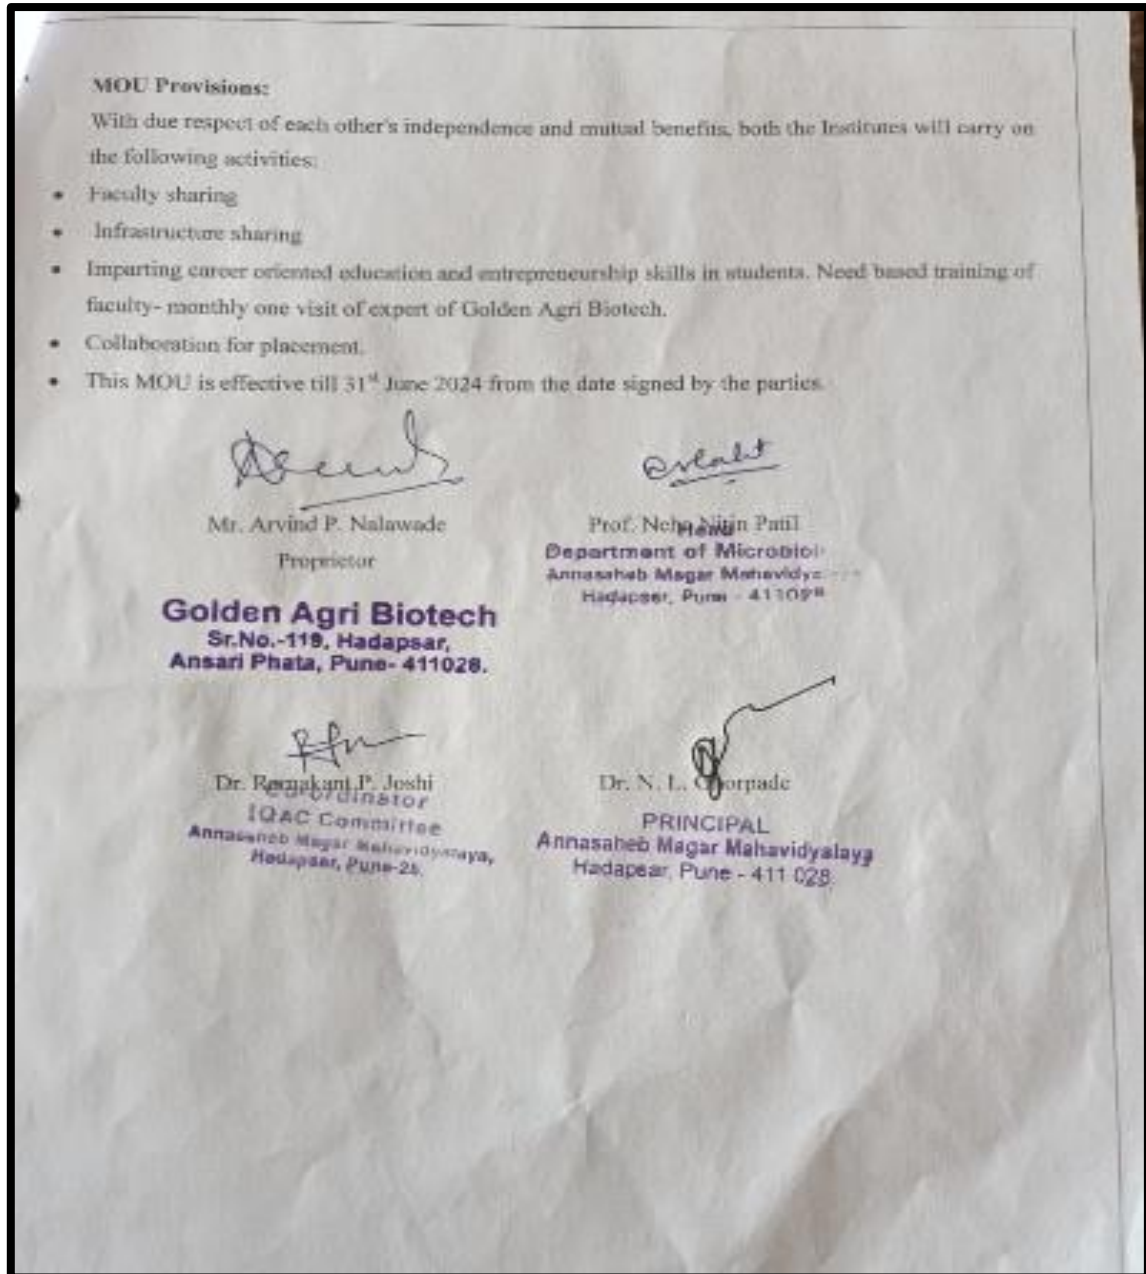 MOU Provisions:
With due respect of each other's independence and mutual benefits, both the Institutes will carry on
the following activities:
• Faculty sharing
• Infrastructure sharing
• Imparting career oriented education and entrepreneurship skills in students. Need based training of
faculty- monthly one visit of expert of Golden Agri Biotech.
• Collaboration for placement.
• This MOU is effective till 31st June 2024 from the date signed by the parties.
Mr. Arvind P. Nalawade
Proprietor
Golden Agri Biotech
Sr.No.-119, Hadapsar,
Ansari Phata, Pune- 411028.
Prof. Neha Nitin Patil
Head
Department of Microbiol
Annasaheb Magar Mahavidya
Hadapser, Pune - 411028
Dr. Ramakant P. Joshi
Co-ordinator
IQAC Committee
Annasaheb Magar Mahavidyalaya,
Hadapsar, Pune-28.
Dr. N. L. Ghorpade
PRINCIPAL
Annasaheb Magar Mahavidyalaya
Hadapsar, Pune - 411 028.